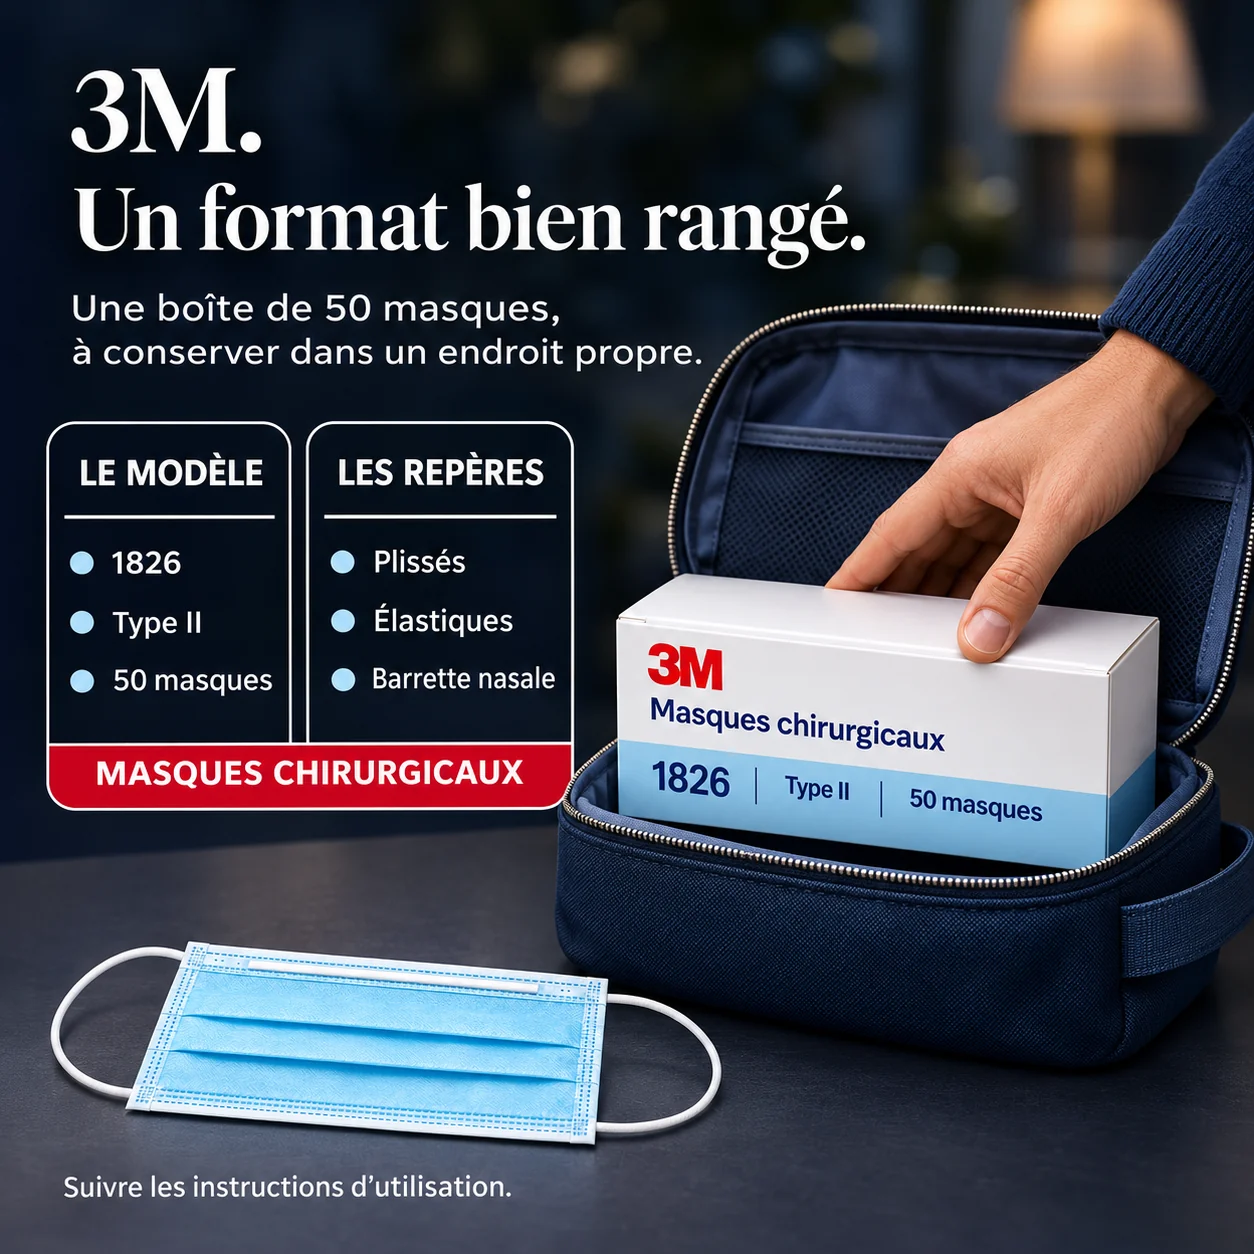 3M.
Un format bien rangé.
Une boîte de 50 masques,
à conserver dans un endroit propre.
LE MODÈLE
1826
Type II
50 masques
LES REPÈRES
Plissés
Élastiques
Barrette nasale
MASQUES CHIRURGICAUX
3M
Masques chirurgicaux
1826 | Type II | 50 masques
Suivre les instructions d'utilisation.